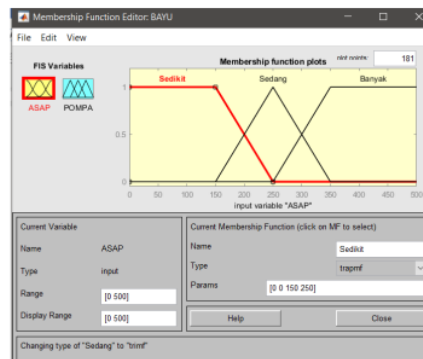 Membership Function Editor: BAYU
File Edit View
FIS Variables
ASAP
POMPA
Membership function plots
plot points:
181
Sedikit
Sedang
Banyak
1
0.5
0
0 50 100 150 200 250 300 350 400 450 500
input variable "ASAP"
Current Variable
Name ASAP
Type input
Range [0 500]
Display Range [0 500]
Current Membership Function (click on MF to select)
Name Sedikit
Type trapmf
Params [0 0 150 250]
Help
Close
Changing type of "Sedang" to "trimf"